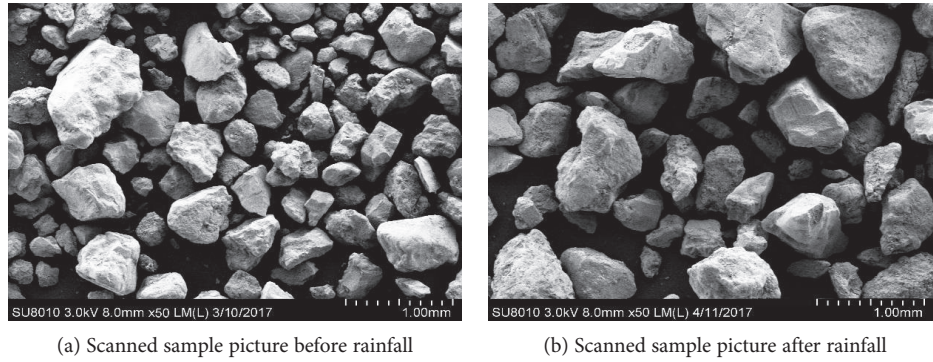 SU8010 3.0kV 8.0mm x50 LM(L) 3/10/2017 1.00mm
SU8010 3.0kV 8.0mm x50 LM(L) 4/11/2017 1.00mm
(a) Scanned sample picture before rainfall
(b) Scanned sample picture after rainfall